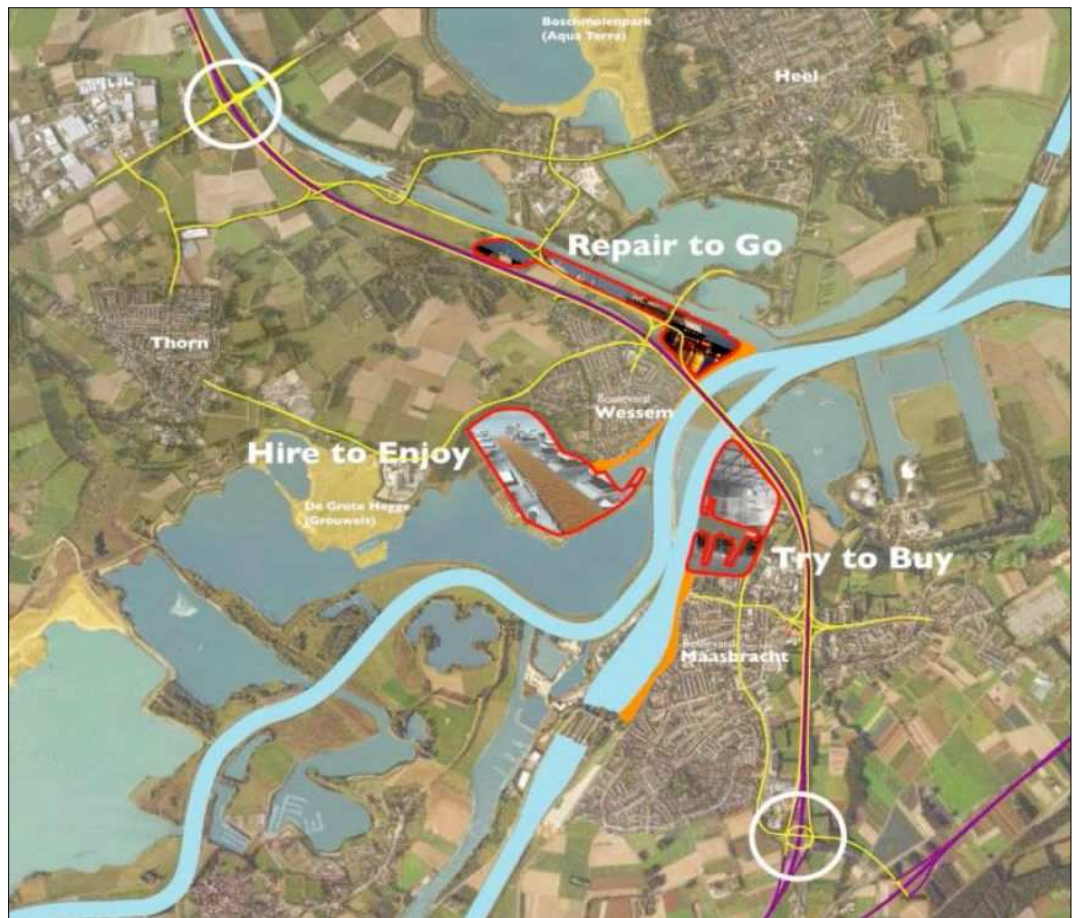 Boschmolenpark
(Aqua Terra)
Heel
Repair to Go
Thorn
Boulevard
Wessem
Hire to Enjoy
De Grote Hegge
(Grouwels)
Try to Buy
Maasbracht